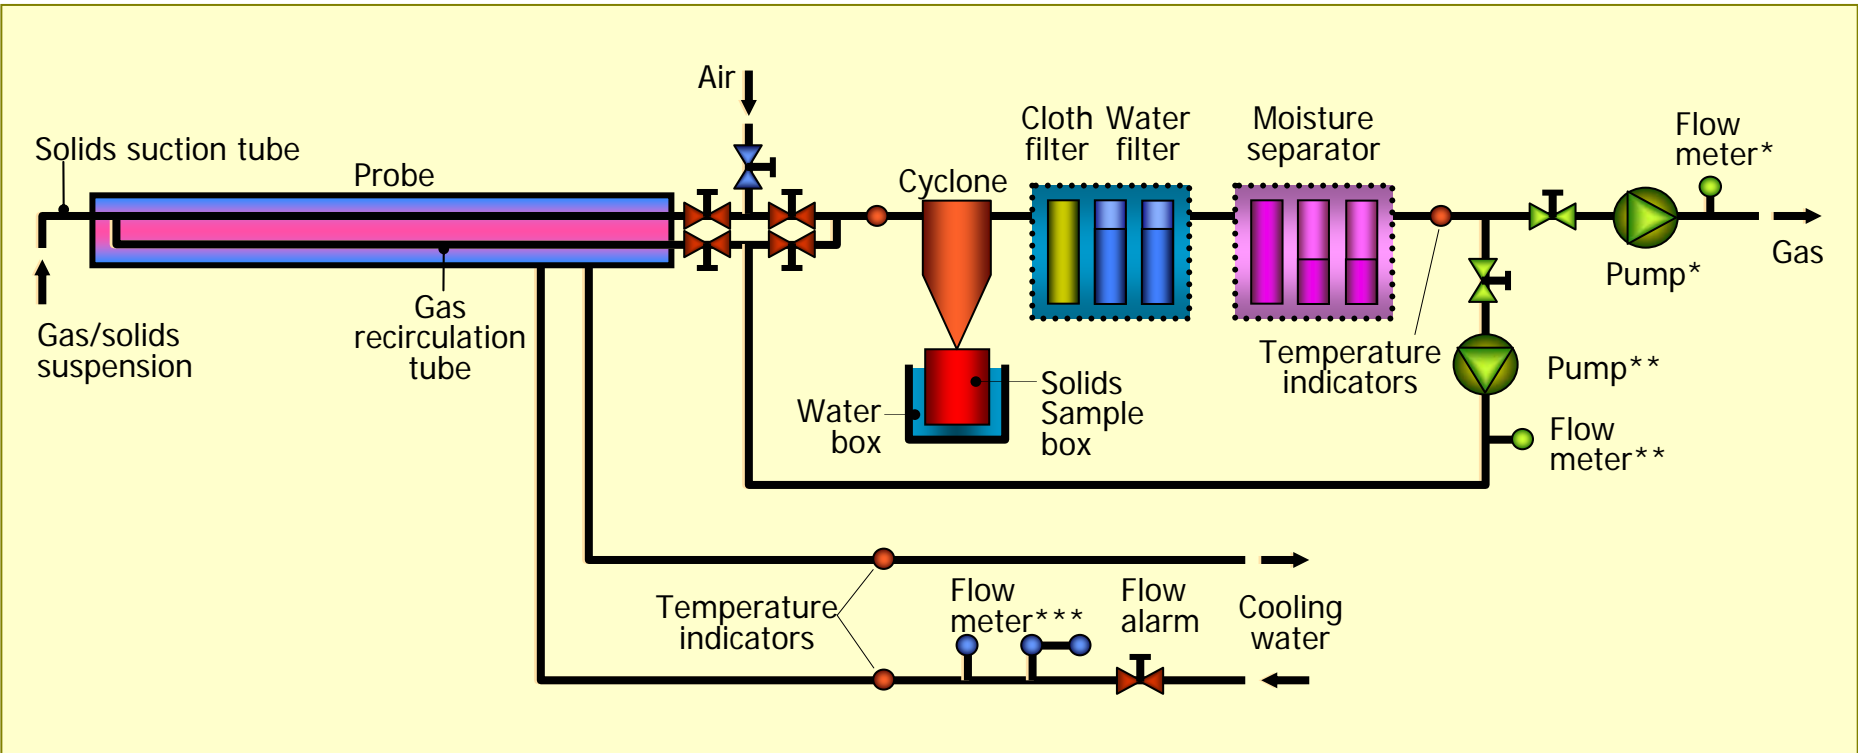 Air
Solids suction tube
Probe
Cyclone
Cloth
filter
Water
filter
Moisture
separator
Flow
meter*
Gas
Pump*
Gas/solids
suspension
Gas
recirculation
tube
Temperature
indicators
Pump**
Water
box
Solids
Sample
box
Flow
meter**
Temperature
indicators
Flow
meter***
Flow
alarm
Cooling
water